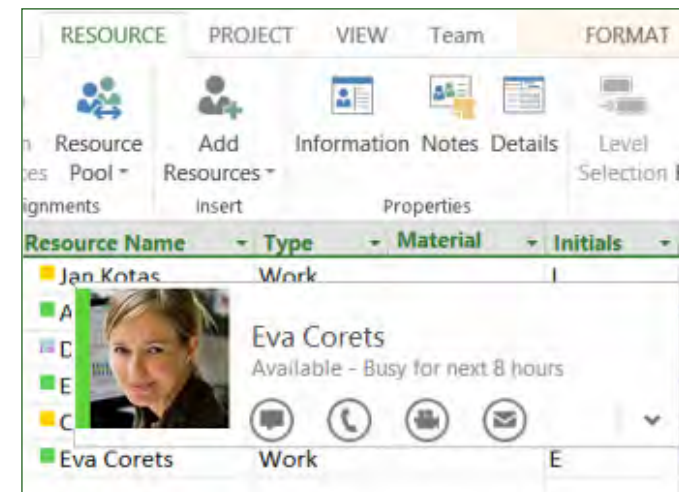 RESOURCE PROJECT VIEW Team FORMAT
Resource Add Information Notes Details Level
Pool Resources Selection
Insert Properties
Resource Name Type Material Initials
Jan Kotas Work J
A
D
E
C
Eva Corets
Available - Busy for next 8 hours
Eva Corets Work E